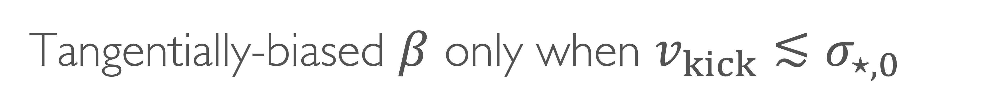 Tangentially-biased β only when v_kick ≲ σ_⋆,0